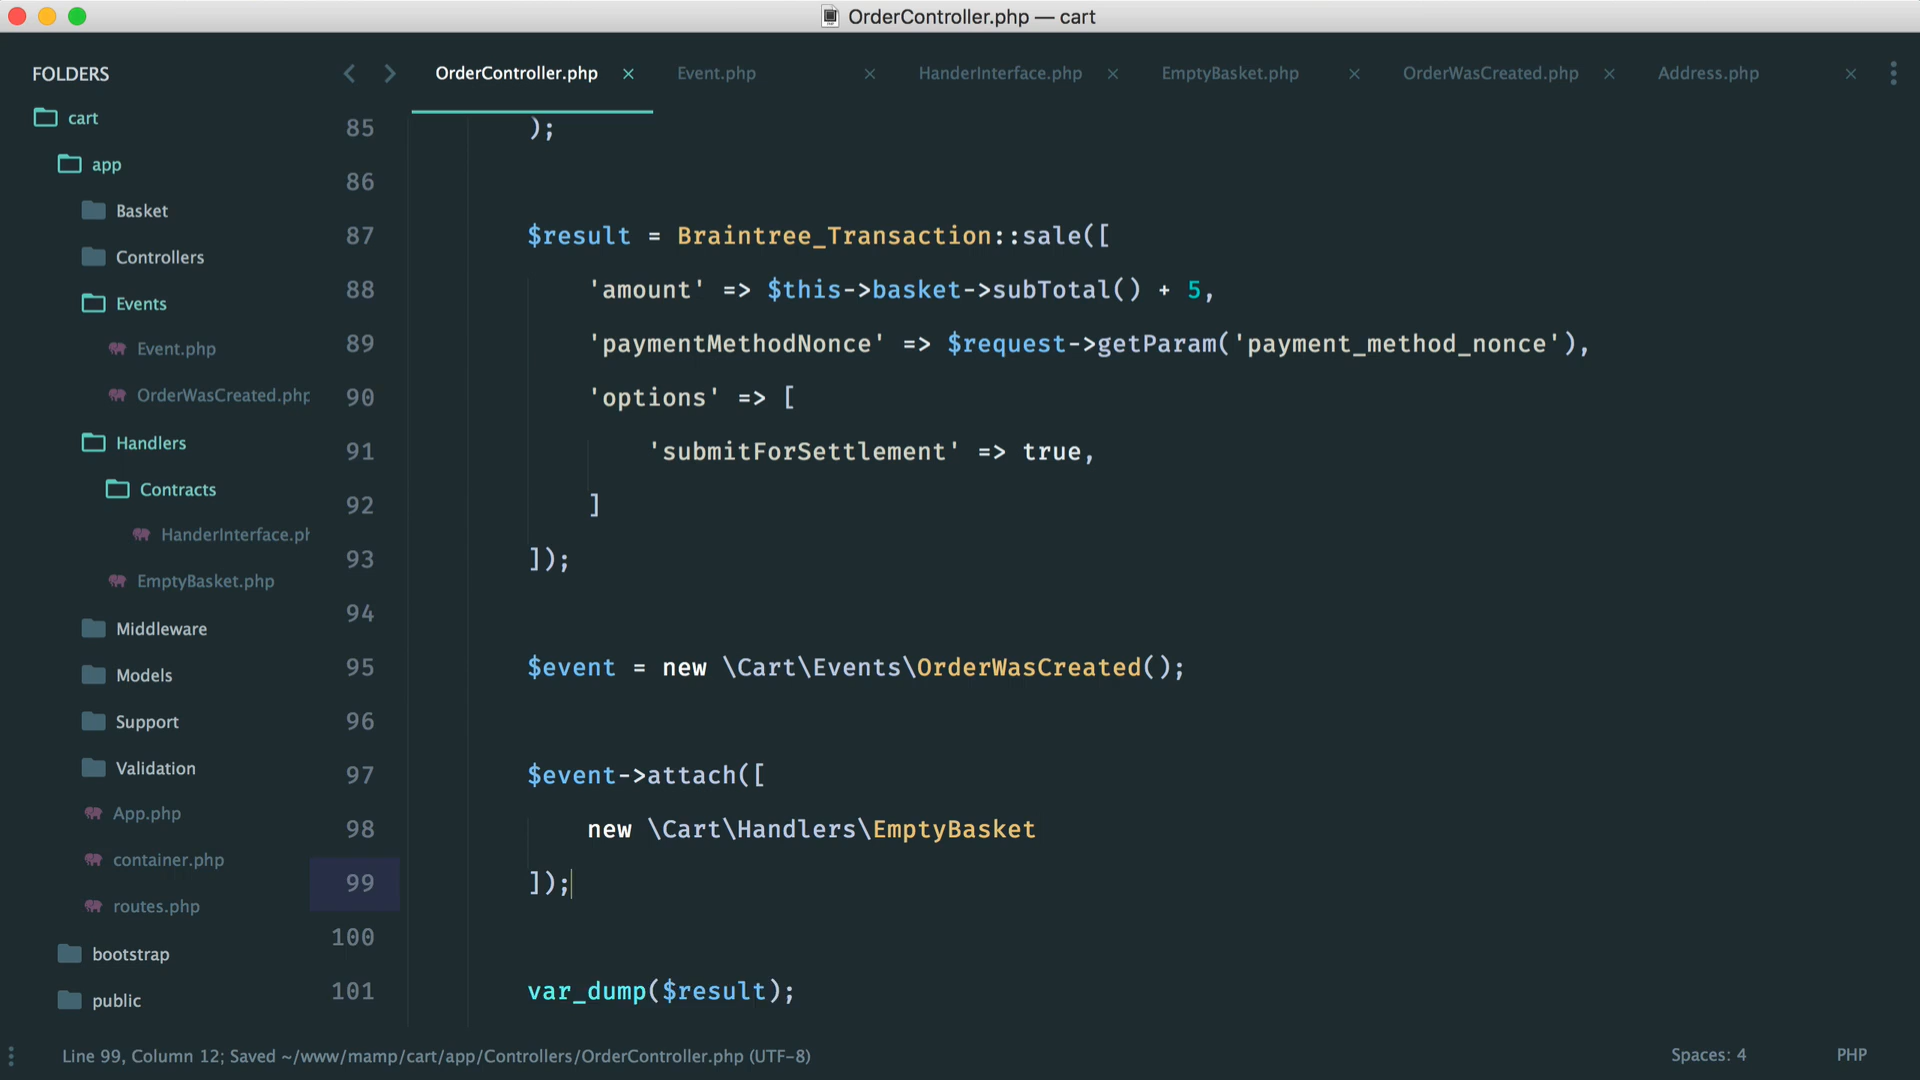 OrderController.php — cart
FOLDERS
cart
app
Basket
Controllers
Events
Event.php
OrderWasCreated.php
Handlers
Contracts
HanderInterface.ph
EmptyBasket.php
Middleware
Models
Support
Validation
App.php
container.php
routes.php
bootstrap
public
OrderController.php × Event.php × HanderInterface.php × EmptyBasket.php × OrderWasCreated.php × Address.php ×
85 );
86
87 $result = Braintree_Transaction::sale([
88 'amount' => $this->basket->subTotal() + 5,
89 'paymentMethodNonce' => $request->getParam('payment_method_nonce'),
90 'options' => [
91 'submitForSettlement' => true,
92 ]
93 ]);
94
95 $event = new \Cart\Events\OrderWasCreated();
96
97 $event->attach([
98 new \Cart\Handlers\EmptyBasket
99 ]);
100
101 var_dump($result);
Line 99, Column 12; Saved ~/www/mamp/cart/app/Controllers/OrderController.php (UTF-8)
Spaces: 4
PHP